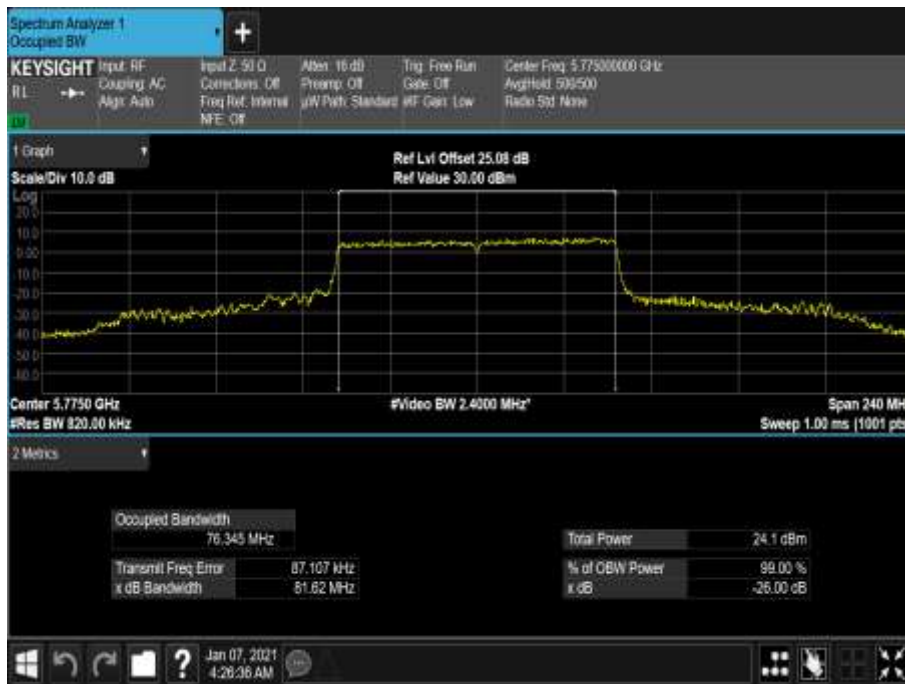 Spectrum Analyzer 1
Occupied BW
+
KEYSIGHT
RL
Input: RF
Coupling: AC
Align: Auto
Input Z: 50 Ω
Corrections: Off
Freq Ref: Internal
NFE: Off
Atten: 16 dB
Preamp: Off
µW Path: Standard
Trig: Free Run
Gate: Off
#IF Gain: Low
Center Freq: 5.775000000 GHz
Avg|Hold: 500/500
Radio Std: None
1 Graph
Scale/Div 10.0 dB
Ref Lvl Offset 25.08 dB
Ref Value 30.00 dBm
Log
20.0
10.0
0.00
-10.0
-20.0
-30.0
-40.0
-50.0
-60.0
Center 5.7750 GHz
#Res BW 820.00 kHz
#Video BW 2.4000 MHz*
Span 240 MH
Sweep 1.00 ms (1001 pts
2 Metrics
Occupied Bandwidth
76.345 MHz
Transmit Freq Error 87.107 kHz
x dB Bandwidth 81.62 MHz
Total Power 24.1 dBm
% of OBW Power 99.00 %
x dB -26.00 dB
?
Jan 07, 2021
4:26:36 AM